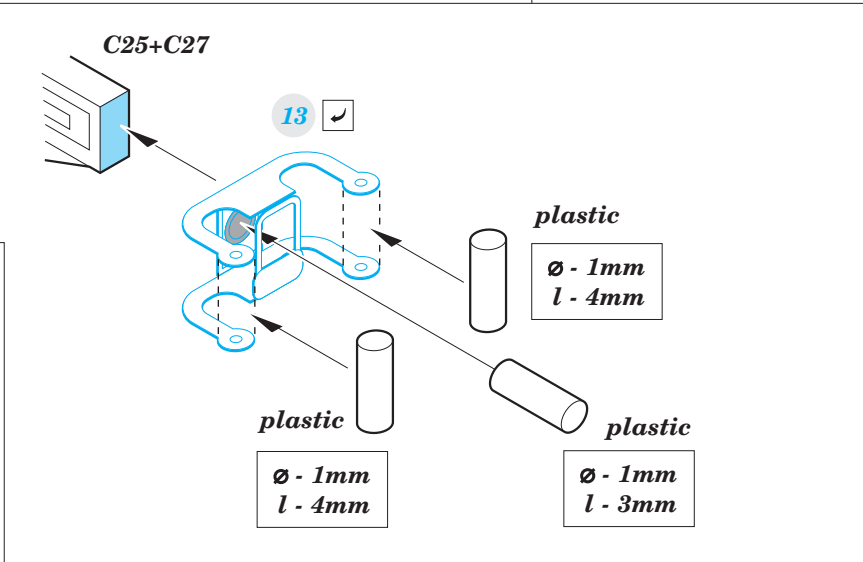 C25+C27
13
plastic
ø - 1mm
l - 4mm
plastic
ø - 1mm
l - 4mm
plastic
ø - 1mm
l - 3mm